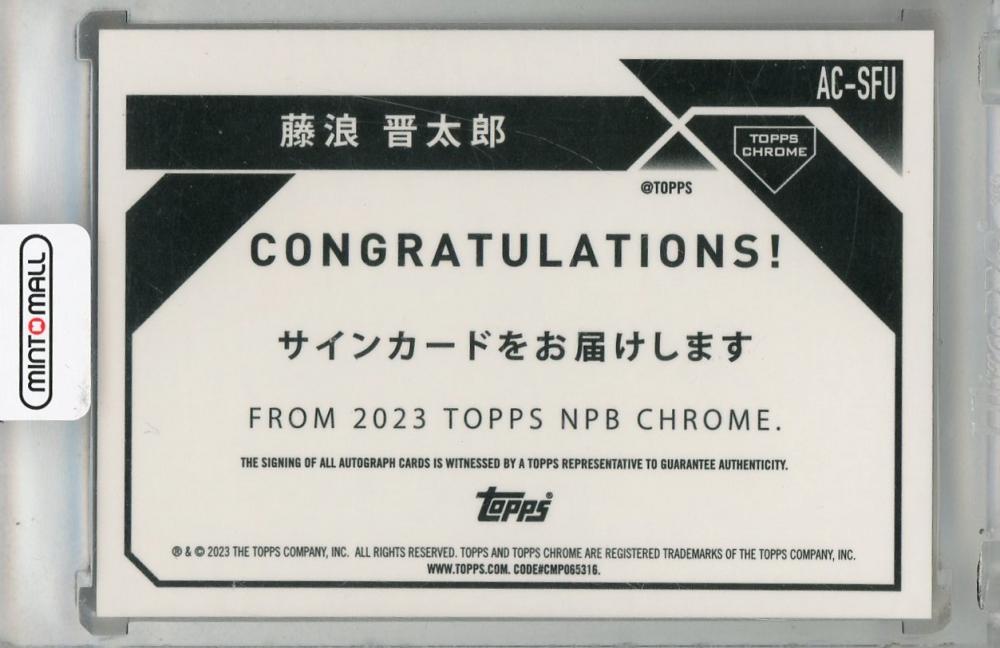 AC-SFU
藤浪 晋太郎
TOPPS
CHROME
@TOPPS
CONGRATULATIONS!
サインカードをお届けします
FROM 2023 TOPPS NPB CHROME.
THE SIGNING OF ALL AUTOGRAPH CARDS IS WITNESSED BY A TOPPS REPRESENTATIVE TO GUARANTEE AUTHENTICITY.
topps®
® & © 2023 THE TOPPS COMPANY, INC. ALL RIGHTS RESERVED. TOPPS AND TOPPS CHROME ARE REGISTERED TRADEMARKS OF THE TOPPS COMPANY, INC.
WWW.TOPPS.COM. CODE#CMP065316.
MINTOMALL